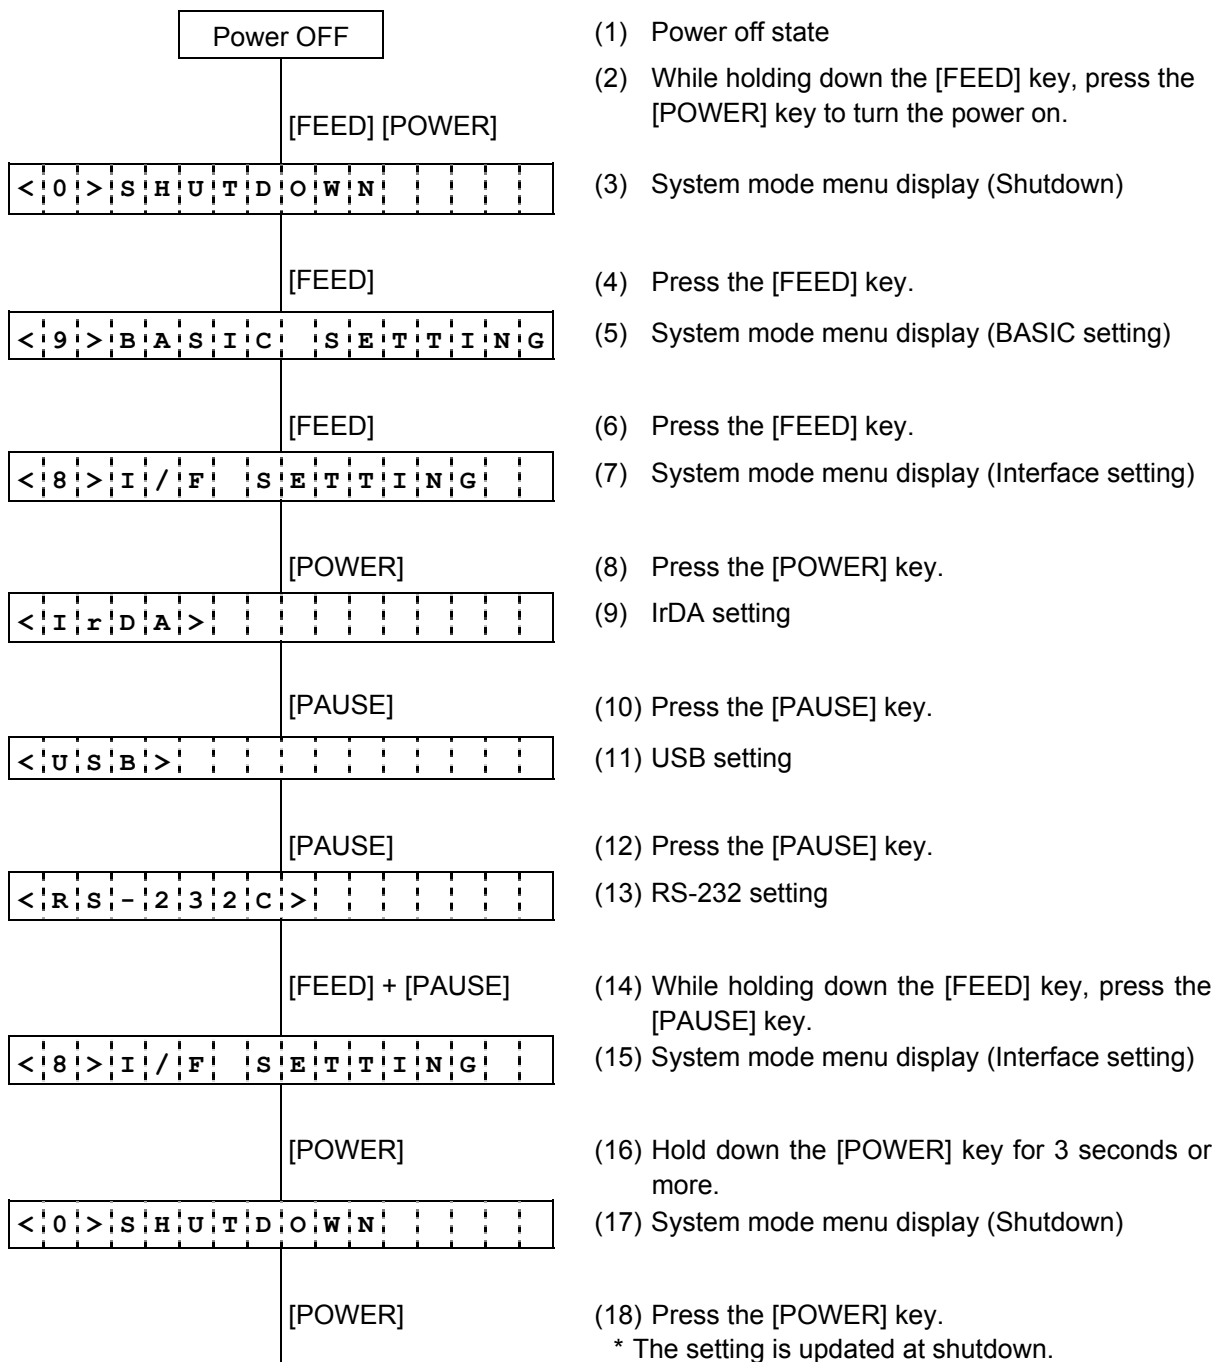 Power OFF
(1) Power off state
[FEED] [POWER]
(2) While holding down the [FEED] key, press the
[POWER] key to turn the power on.
<0>SHUTDOWN
(3) System mode menu display (Shutdown)
[FEED]
(4) Press the [FEED] key.
<9>BASIC SETTING
(5) System mode menu display (BASIC setting)
[FEED]
(6) Press the [FEED] key.
<8>I/F SETTING
(7) System mode menu display (Interface setting)
[POWER]
(8) Press the [POWER] key.
<IrDA>
(9) IrDA setting
[PAUSE]
(10) Press the [PAUSE] key.
<USB>
(11) USB setting
[PAUSE]
(12) Press the [PAUSE] key.
<RS-232C>
(13) RS-232 setting
[FEED] + [PAUSE]
(14) While holding down the [FEED] key, press the
[PAUSE] key.
<8>I/F SETTING
(15) System mode menu display (Interface setting)
[POWER]
(16) Hold down the [POWER] key for 3 seconds or
more.
<0>SHUTDOWN
(17) System mode menu display (Shutdown)
[POWER]
(18) Press the [POWER] key.
* The setting is updated at shutdown.